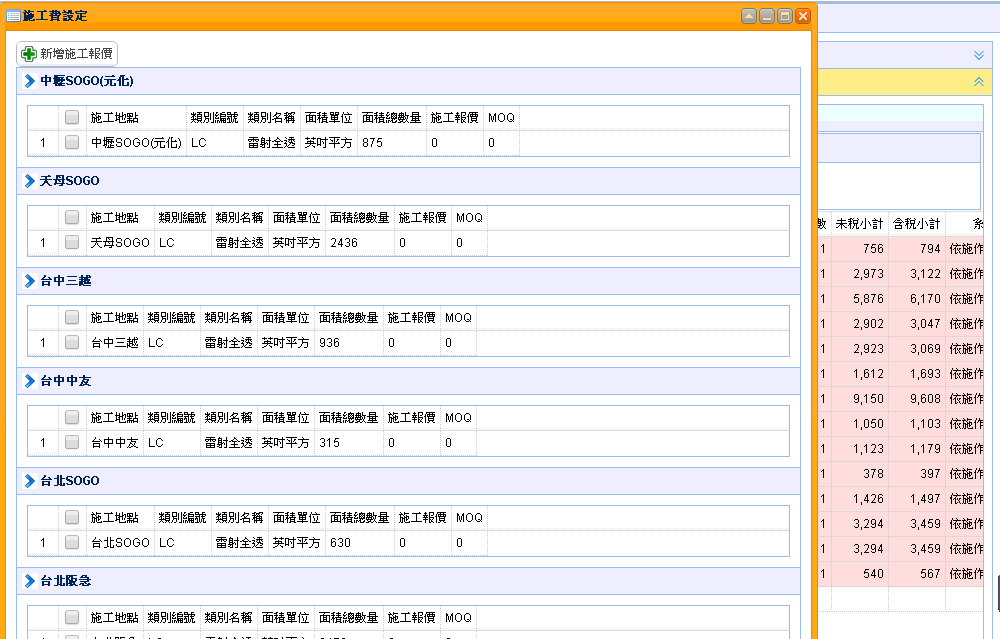 施工費設定
新增施工報價
中壢SOGO(元化)
施工地點 類別編號 類別名稱 面積單位 面积總數量 施工報價 MOQ
1 中壢SOGO(元化) LC 雷射全透 英吋平方 875 0 0
天母SOGO
施工地點 類別編號 類別名稱 面積單位 面积總數量 施工報價 MOQ
1 天母SOGO LC 雷射全透 英吋平方 2436 0 0
台中三越
施工地點 類別編號 類別名稱 面積單位 面积總數量 施工報價 MOQ
1 台中三越 LC 雷射全透 英吋平方 936 0 0
台中中友
施工地點 類別編號 類別名稱 面積單位 面积總數量 施工報價 MOQ
1 台中中友 LC 雷射全透 英吋平方 315 0 0
台北SOGO
施工地點 類別編號 類別名稱 面積單位 面积總數量 施工報價 MOQ
1 台北SOGO LC 雷射全透 英吋平方 630 0 0
台北阪急
施工地點 類別編號 類別名稱 面積單位 面积總數量 施工報價 MOQ
數 未稅小計 含稅小計
1 756 794 依施作
1 2,973 3,122 依施作
1 5,876 6,170 依施作
1 2,902 3,047 依施作
1 2,923 3,069 依施作
1 1,612 1,693 依施作
1 9,150 9,608 依施作
1 1,050 1,103 依施作
1 1,123 1,179 依施作
1 378 397 依施作
1 1,426 1,497 依施作
1 3,294 3,459 依施作
1 3,294 3,459 依施作
1 540 567 依施作